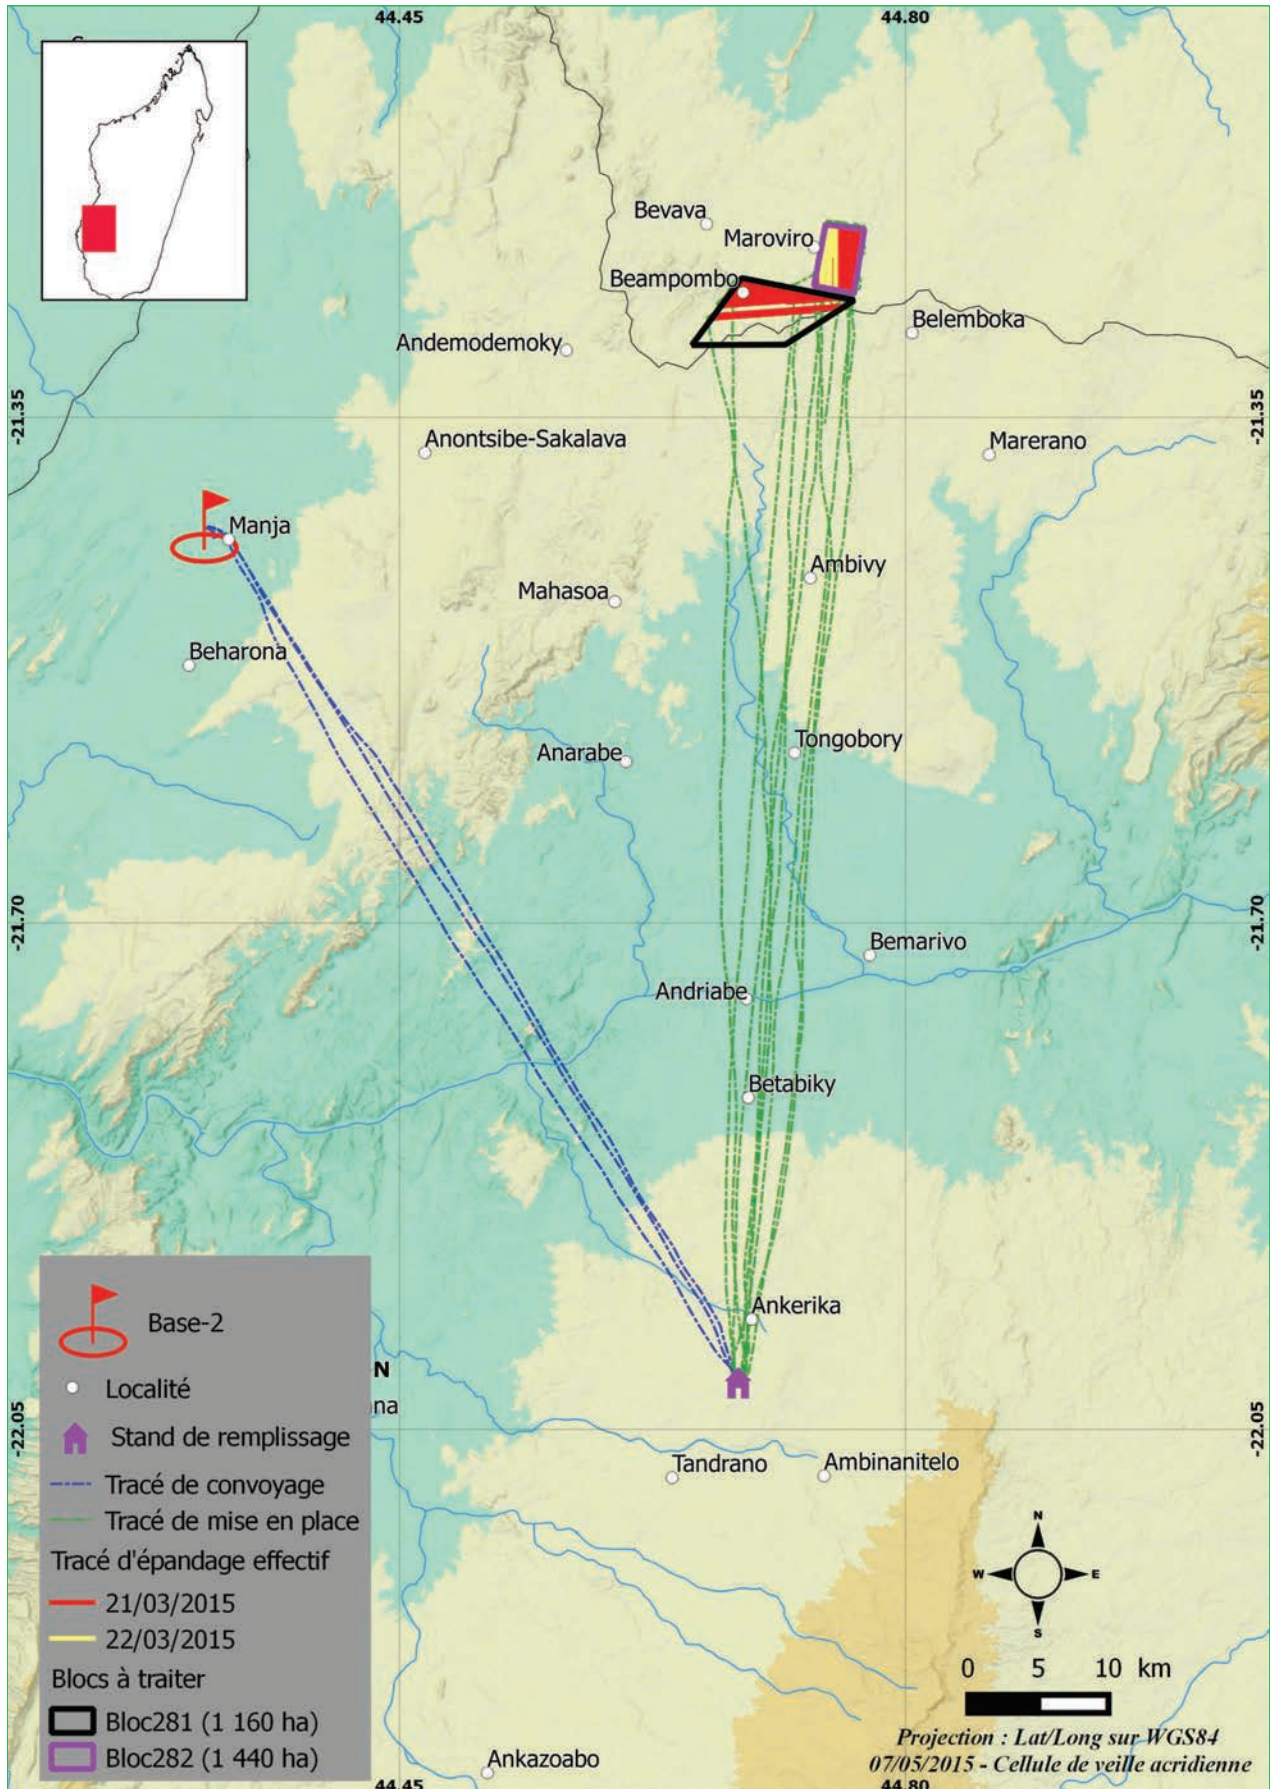 44.45
44.80
Bevava
Maroviro
Beampombo
Belemboka
Andemodemoky
-21.35
-21.35
Anontsibe-Sakalava
Marerano
Manja
Ambivy
Mahasoa
Beharona
Tongobory
Anarabe
-21.70
-21.70
Bemarivo
Andriabe
Betabiky
Ankerika
-22.05
-22.05
N
na
Tandrano
Ambinanitelo
Ankazoabo
Base-2
Localité
Stand de remplissage
Tracé de convoyage
Tracé de mise en place
Tracé d'épandage effectif
21/03/2015
22/03/2015
Blocs à traiter
Bloc281 (1 160 ha)
Bloc282 (1 440 ha)
N
W E
S
0 5 10 km
Projection : Lat/Long sur WGS84
07/05/2015 - Cellule de veille acridienne
44.45
44.80